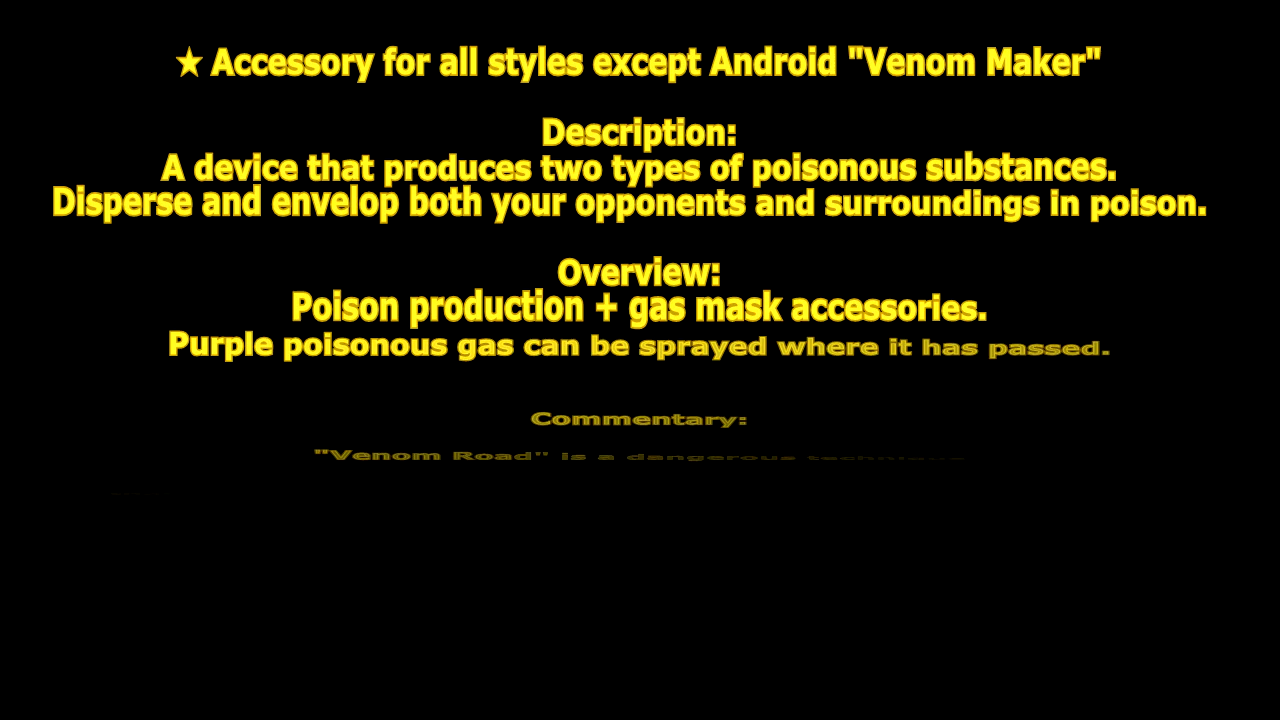 ★ Accessory for all styles except Android "Venom Maker"
Description:
A device that produces two types of poisonous substances.
Disperse and envelop both your opponents and surroundings in poison.
Overview:
Poison production + gas mask accessories.
Purple poisonous gas can be sprayed where it has passed.
Commentary:
"Venom Road" is a dangerous technique